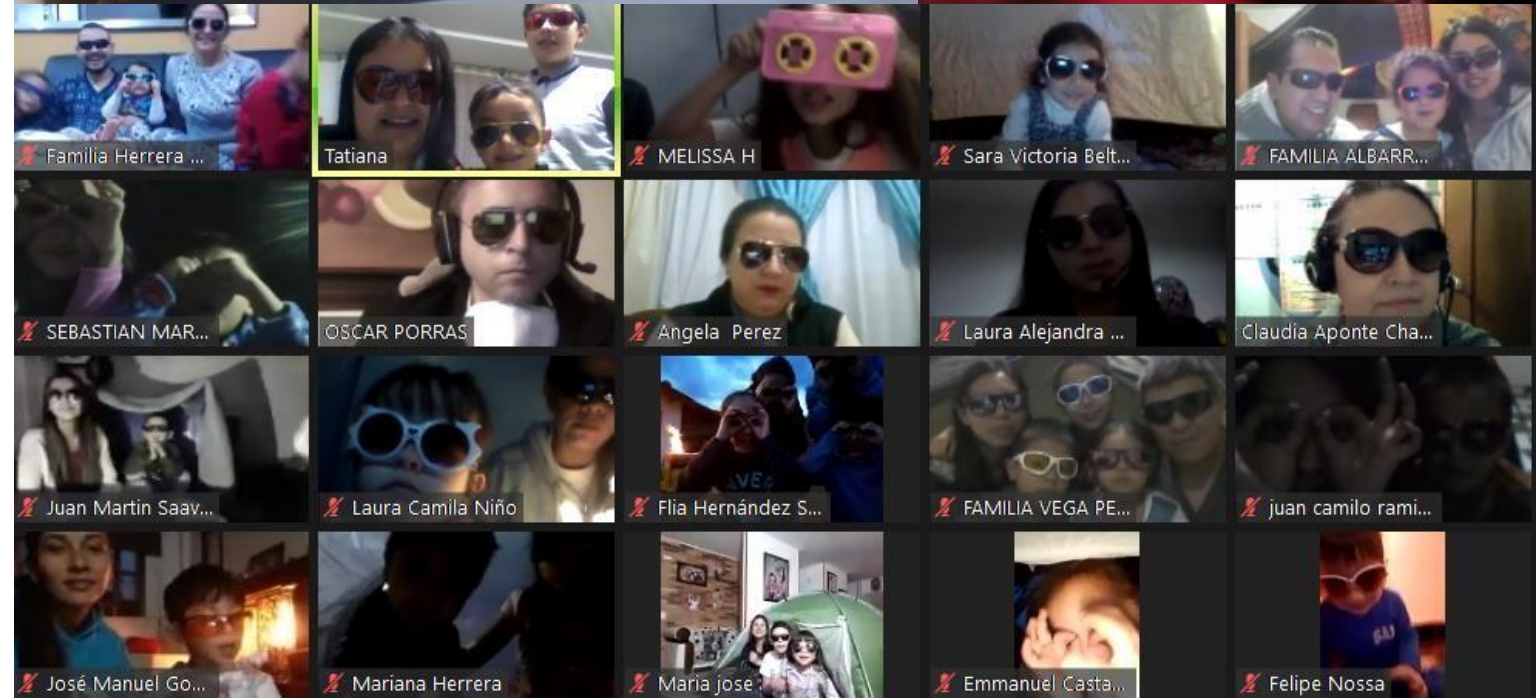 Familia Herrera ...
Tatiana
MELISSA H
Sara Victoria Belt...
FAMILIA ALBARR...
SEBASTIAN MAR...
OSCAR PORRAS
Angela Perez
Laura Alejandra ...
Claudia Aponte Cha...
Juan Martin Saav...
Laura Camila Niño
Flia Hernández S...
FAMILIA VEGA PE...
juan camilo rami...
José Manuel Go...
Mariana Herrera
Maria jose
Emmanuel Casta...
Felipe Nossa